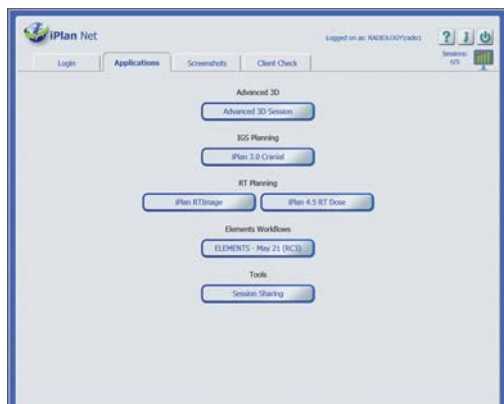 iPlan Net
Logged on as: RADIOLOGY\radio1
Login
Applications
Screenshots
Client Check
Sessions:
0/5
Advanced 3D
Advanced 3D Session
IGS Planning
iPlan 3.0 Cranial
RT Planning
iPlan RTImage
iPlan 4.5 RT Dose
Elements Workflows
ELEMENTS - May 21 (RC3)
Tools
Session Sharing